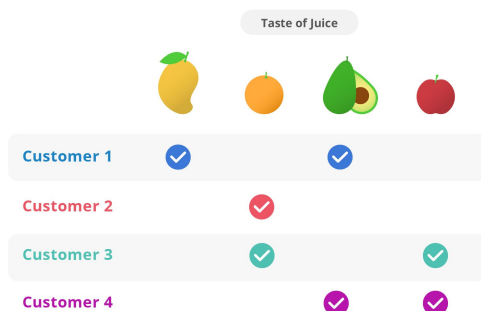 Taste of Juice
Customer 1
Customer 2
Customer 3
Customer 4